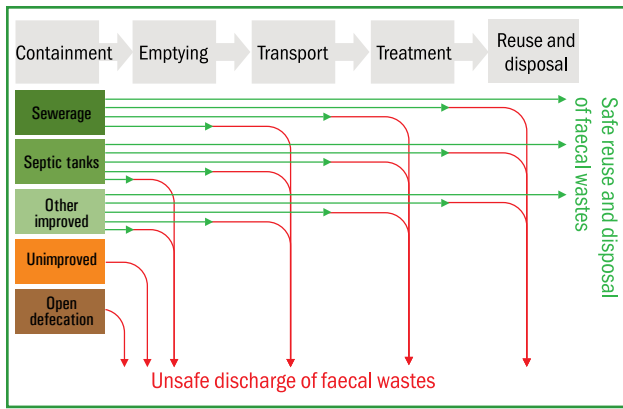 Containment
Emptying
Transport
Treatment
Reuse and
disposal
Sewerage
Septic tanks
Other
improved
Unimproved
Open
defecation
Safe reuse and disposal
of faecal wastes
Unsafe discharge of faecal wastes